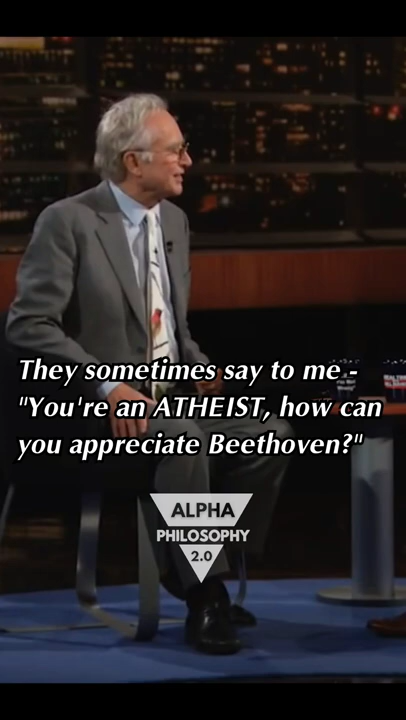 They sometimes say to me -
"You're an ATHEIST, how can
you appreciate Beethoven?"
ALPHA
PHILOSOPHY
2.0